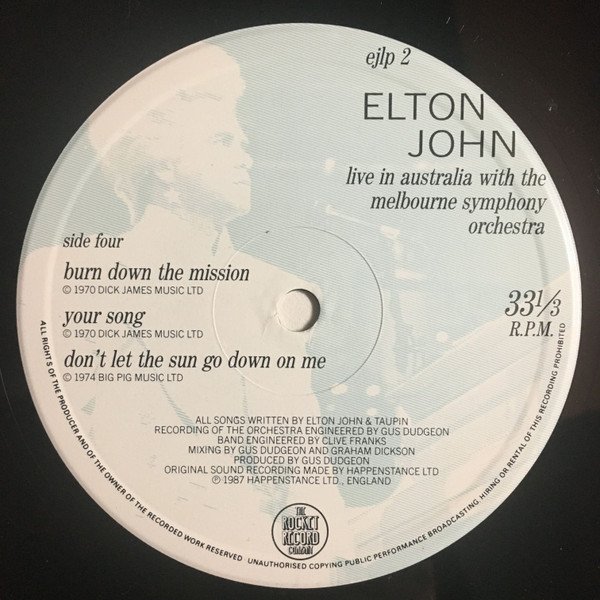 ejlp 2
ELTON
JOHN
live in australia with the
melbourne symphony
orchestra
side four
burn down the mission
© 1970 DICK JAMES MUSIC LTD
your song
© 1970 DICK JAMES MUSIC LTD
don't let the sun go down on me
© 1974 BIG PIG MUSIC LTD
33⅓
R.P.M.
ALL SONGS WRITTEN BY ELTON JOHN & TAUPIN
RECORDING OF THE ORCHESTRA ENGINEERED BY GUS DUDGEON
BAND ENGINEERED BY CLIVE FRANKS
MIXING BY GUS DUDGEON AND GRAHAM DICKSON
PRODUCED BY GUS DUDGEON
ORIGINAL SOUND RECORDING MADE BY HAPPENSTANCE LTD
℗ 1987 HAPPENSTANCE LTD., ENGLAND
THE
ROCKET
RECORD
COMPANY
ALL RIGHTS OF THE PRODUCER AND OF THE OWNER OF THE RECORDED WORK RESERVED UNAUTHORISED COPYING PUBLIC PERFORMANCE BROADCASTING. HIRING OR RENTAL OF THIS RECORDING PROHIBITED